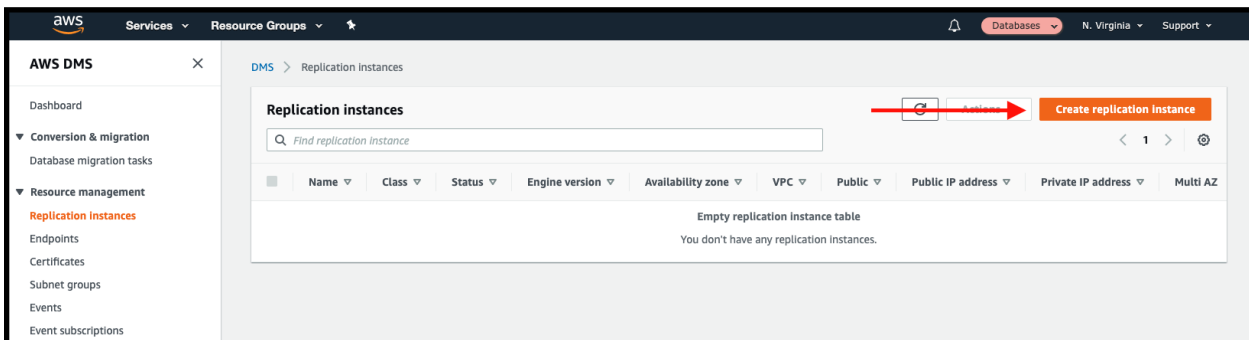 aws Services Resource Groups Databases N. Virginia Support
AWS DMS
DMS > Replication instances
Dashboard
Conversion & migration
Database migration tasks
Resource management
Replication instances
Endpoints
Certificates
Subnet groups
Events
Event subscriptions
Replication instances Actions Create replication instance
Find replication instance
1
Name Class Status Engine version Availability zone VPC Public Public IP address Private IP address Multi AZ
Empty replication instance table
You don't have any replication instances.